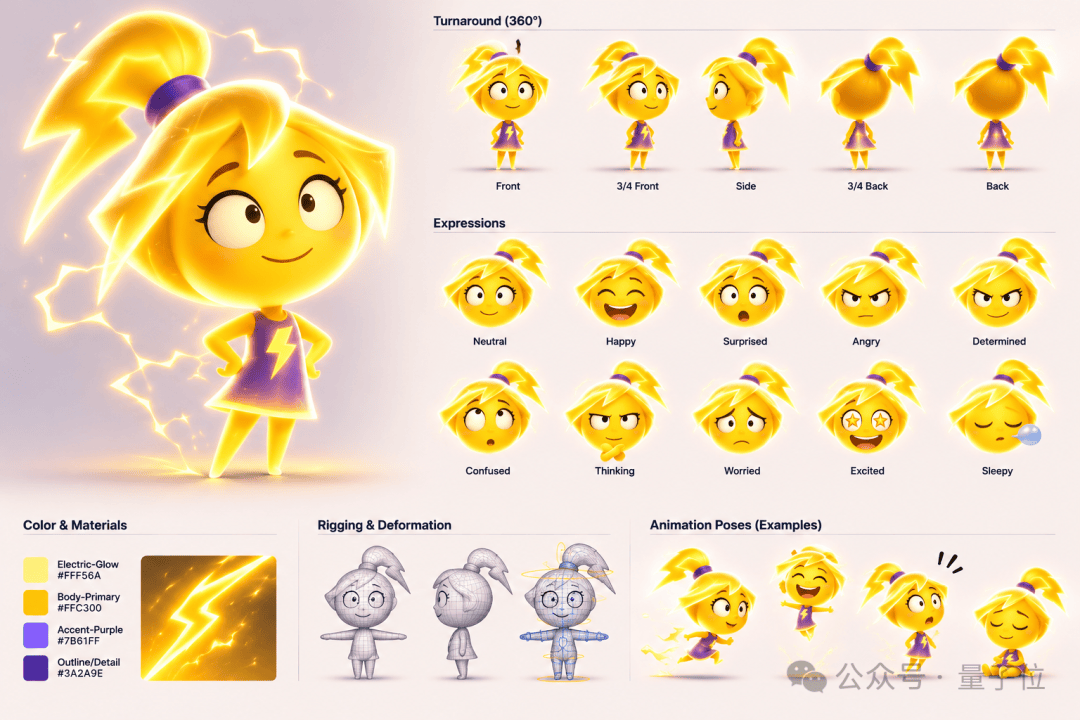 Turnaround (360°)
Front
3/4 Front
Side
3/4 Back
Back
Expressions
Neutral
Happy
Surprised
Angry
Determined
Confused
Thinking
Worried
Excited
Sleepy
Color & Materials
Electric-Glow
#FFF56A
Body-Primary
#FFC300
Accent-Purple
#7B61FF
Outline/Detail
#3A2A9E
Rigging & Deformation
Animation Poses (Examples)
公众号 · 量子位